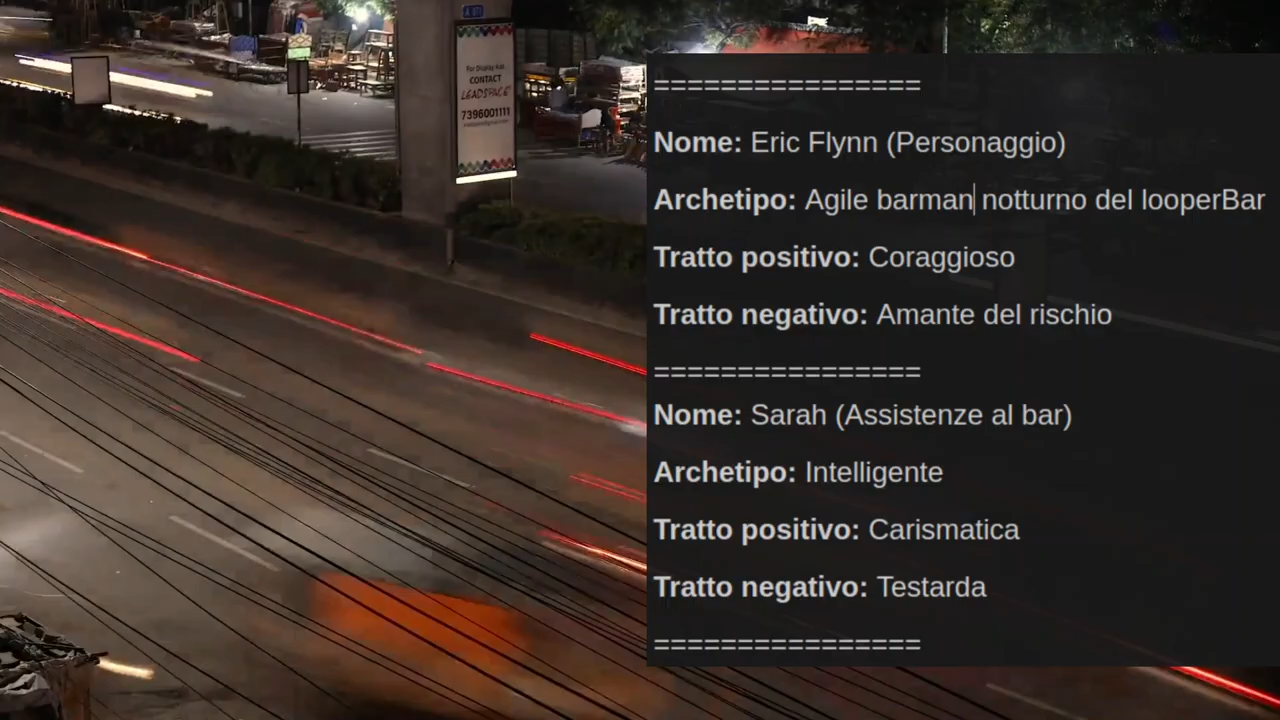 A 811
For Display Ads
CONTACT
LEADSPACE
7396001111
================
Nome: Eric Flynn (Personaggio)
Archetipo: Agile barman notturno del looperBar
Tratto positivo: Coraggioso
Tratto negativo: Amante del rischio
================
Nome: Sarah (Assistenze al bar)
Archetipo: Intelligente
Tratto positivo: Carismatica
Tratto negativo: Testarda
================